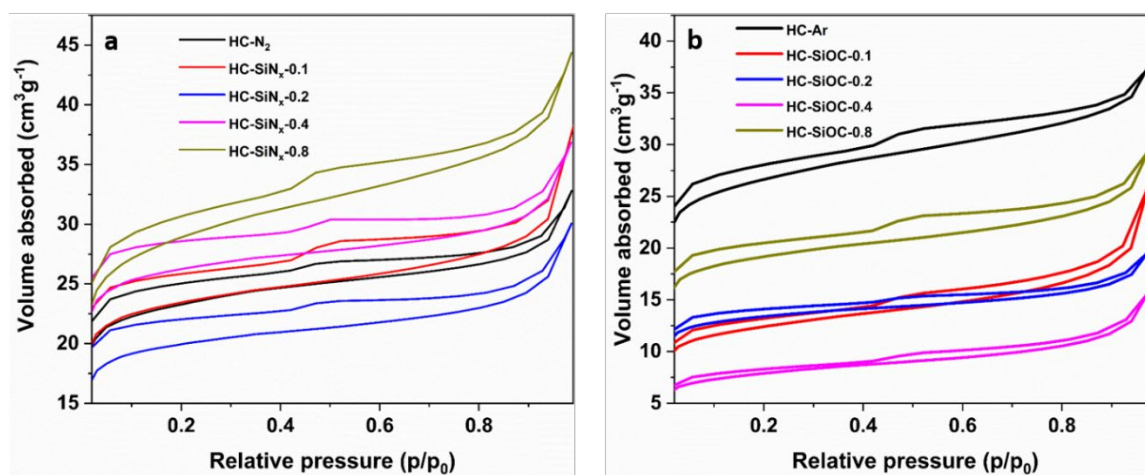 a
HC-N₂
HC-SiNₓ-0.1
HC-SiNₓ-0.2
HC-SiNₓ-0.4
HC-SiNₓ-0.8
45
40
35
30
25
20
15
0.2
0.4
0.6
0.8
Volume absorbed (cm³g⁻¹)
Relative pressure (p/p₀)
b
HC-Ar
HC-SiOC-0.1
HC-SiOC-0.2
HC-SiOC-0.4
HC-SiOC-0.8
40
35
30
25
20
15
10
5
0.2
0.4
0.6
0.8
Volume absorbed (cm³g⁻¹)
Relative pressure (p/p₀)